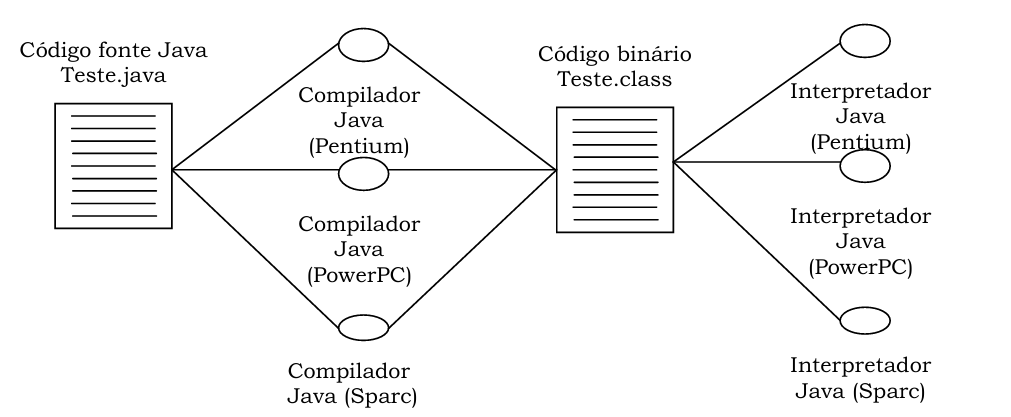 Código fonte Java
Teste.java
Compilador
Java
(Pentium)
Compilador
Java
(PowerPC)
Compilador
Java (Sparc)
Código binário
Teste.class
Interpretador
Java
(Pentium)
Interpretador
Java
(PowerPC)
Interpretador
Java (Sparc)